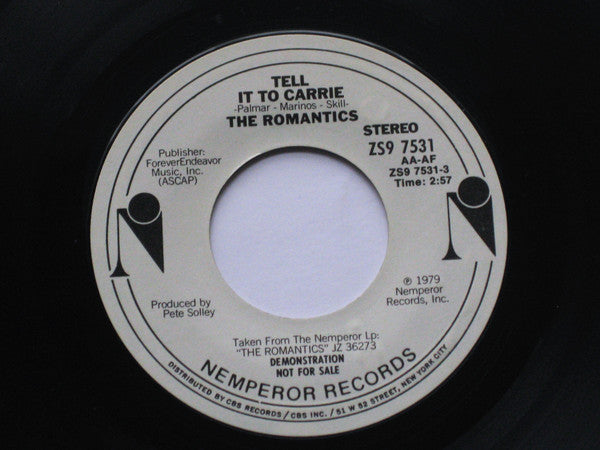 TELL
IT TO CARRIE
-Palmar - Marinos - Skill-
THE ROMANTICS
Publisher:
ForeverEndeavor
Music, Inc.
(ASCAP)
STEREO
ZS9 7531
AA-AF
ZS9 7531-3
Time: 2:57
Produced by
Pete Solley
℗ 1979
Nemperor
Records, Inc.
Taken From The Nemperor Lp:
"THE ROMANTICS" JZ 36273
DEMONSTRATION
NOT FOR SALE
NEMPEROR RECORDS
DISTRIBUTED BY CBS RECORDS / CBS INC. / 51 W 52 STREET, NEW YORK CITY